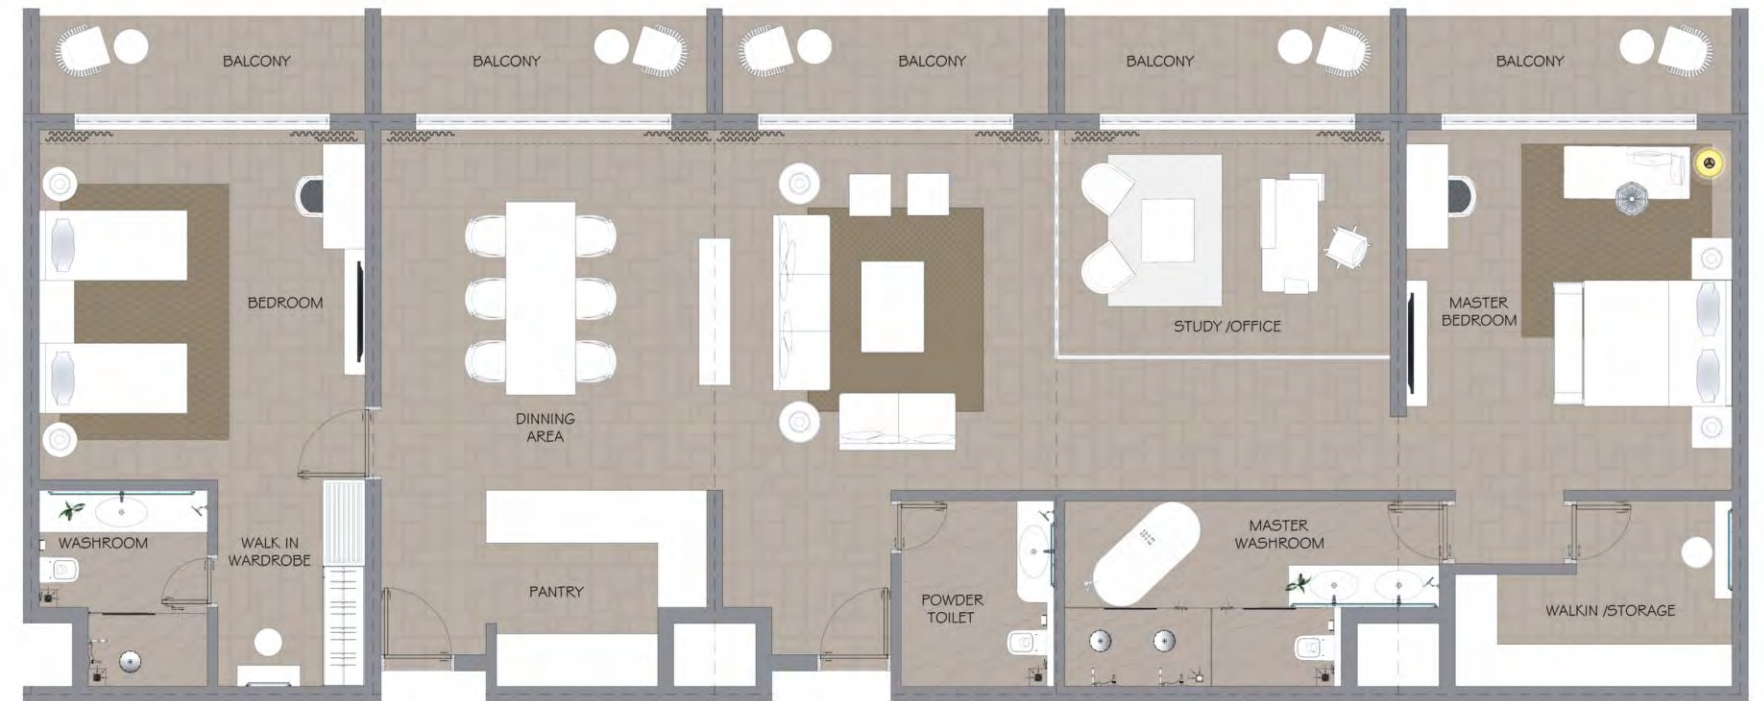 BALCONY
BALCONY
BALCONY
BALCONY
BALCONY
BEDROOM
DINNING
AREA
STUDY /OFFICE
MASTER
BEDROOM
WASHROOM
WALK IN
WARDROBE
PANTRY
POWDER
TOILET
MASTER
WASHROOM
WALKIN /STORAGE